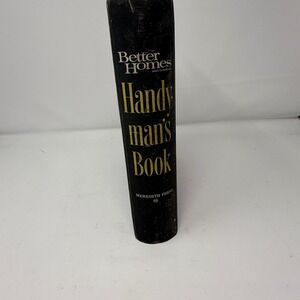 Better
Homes
Handy
man's
Book
MEREDITH PRESS